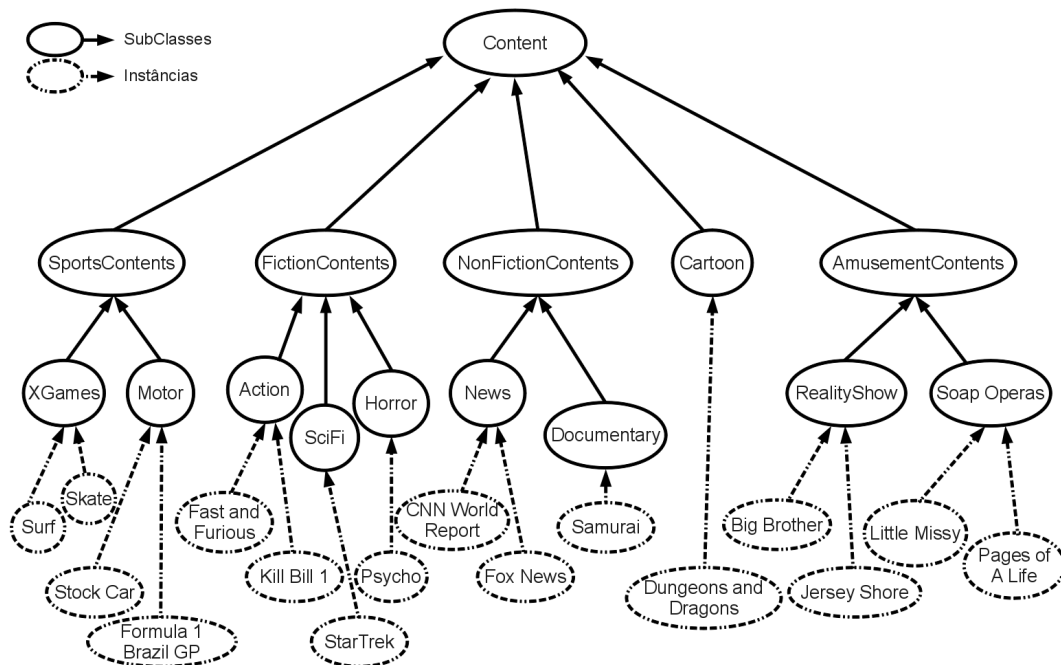 SubClasses
Instâncias
Content
SportsContents
FictionContents
NonFictionContents
Cartoon
AmusementContents
XGames
Motor
Action
SciFi
Horror
News
Documentary
RealityShow
Soap Operas
Surf
Skate
Stock Car
Formula 1
Brazil GP
Fast and
Furious
Kill Bill 1
StarTrek
Psycho
CNN World
Report
Fox News
Samurai
Dungeons and
Dragons
Big Brother
Jersey Shore
Little Missy
Pages of
A Life